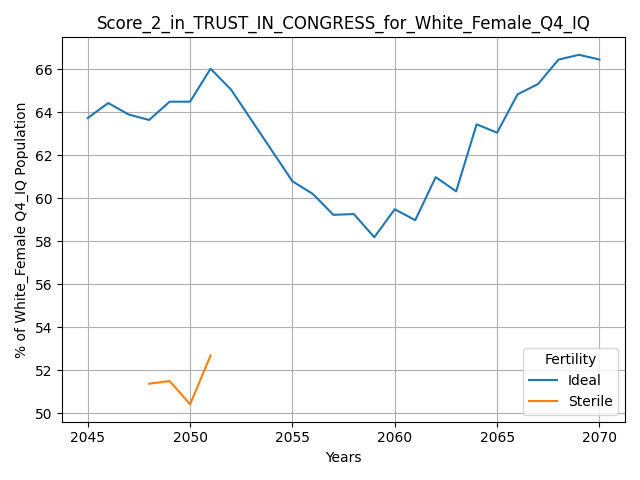 Score_2_in_TRUST_IN_CONGRESS_for_White_Female_Q4_IQ
% of White_Female Q4_IQ Population
66
64
62
60
58
56
54
52
50
Fertility
Ideal
Sterile
2045 2050 2055 2060 2065 2070
Years